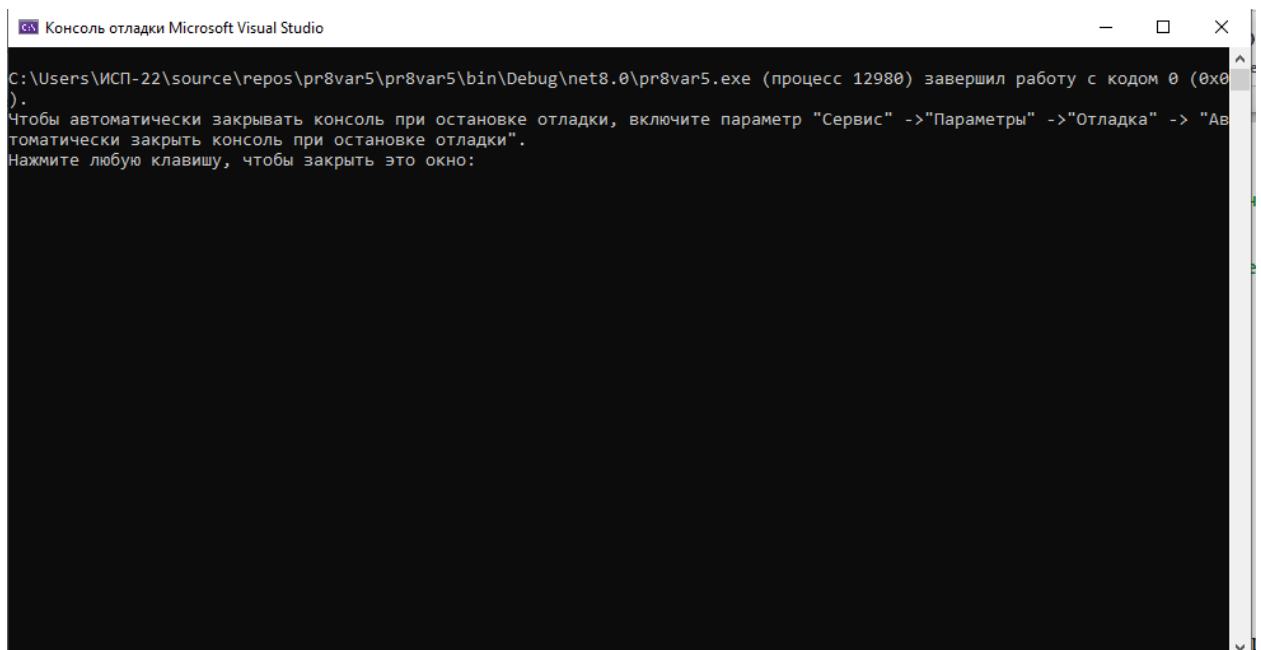 Консоль отладки Microsoft Visual Studio
C:\Users\ИСП-22\source\repos\pr8var5\pr8var5\bin\Debug\net8.0\pr8var5.exe (процесс 12980) завершил работу с кодом 0 (0x0
).
Чтобы автоматически закрывать консоль при остановке отладки, включите параметр "Сервис" ->"Параметры" ->"Отладка" -> "Ав
томатически закрыть консоль при остановке отладки".
Нажмите любую клавишу, чтобы закрыть это окно: